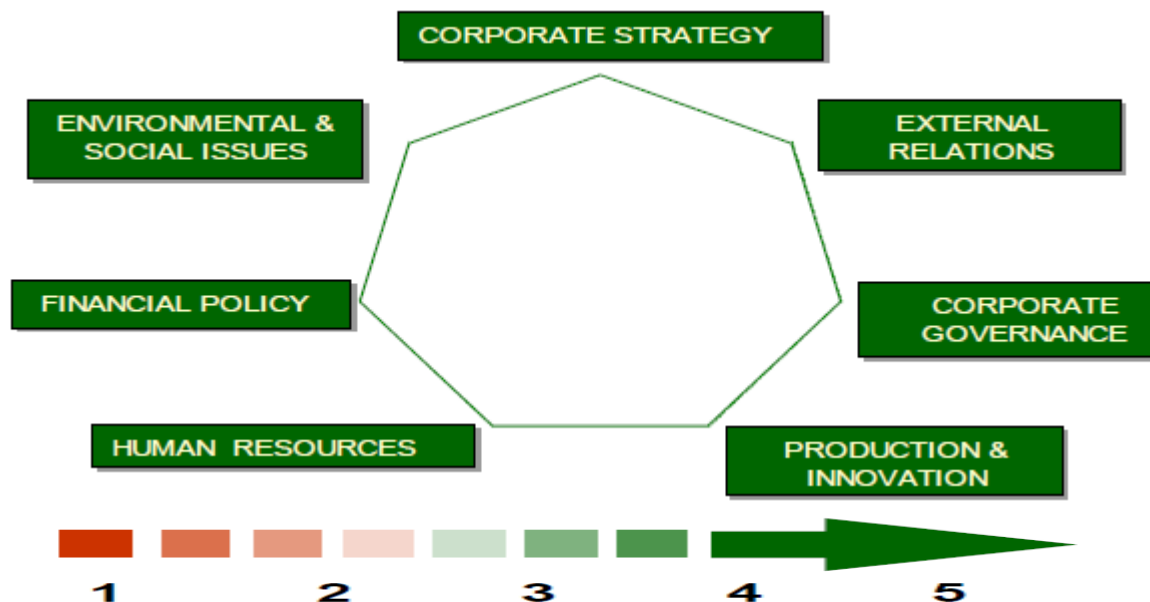 CORPORATE STRATEGY
ENVIRONMENTAL &
SOCIAL ISSUES
EXTERNAL
RELATIONS
FINANCIAL POLICY
CORPORATE
GOVERNANCE
HUMAN RESOURCES
PRODUCTION &
INNOVATION
1 2 3 4 5